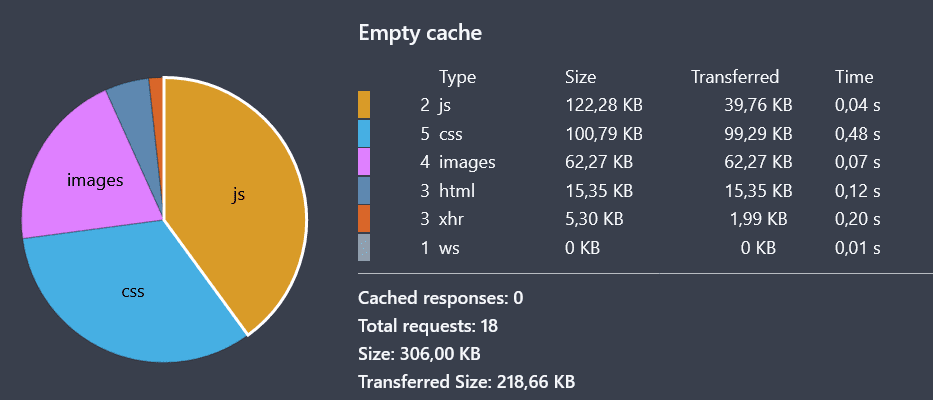 Empty cache
Type Size Transferred Time
2 js 122,28 KB 39,76 KB 0,04 s
5 css 100,79 KB 99,29 KB 0,48 s
4 images 62,27 KB 62,27 KB 0,07 s
3 html 15,35 KB 15,35 KB 0,12 s
3 xhr 5,30 KB 1,99 KB 0,20 s
1 ws 0 KB 0 KB 0,01 s
Cached responses: 0
Total requests: 18
Size: 306,00 KB
Transferred Size: 218,66 KB
images
js
css